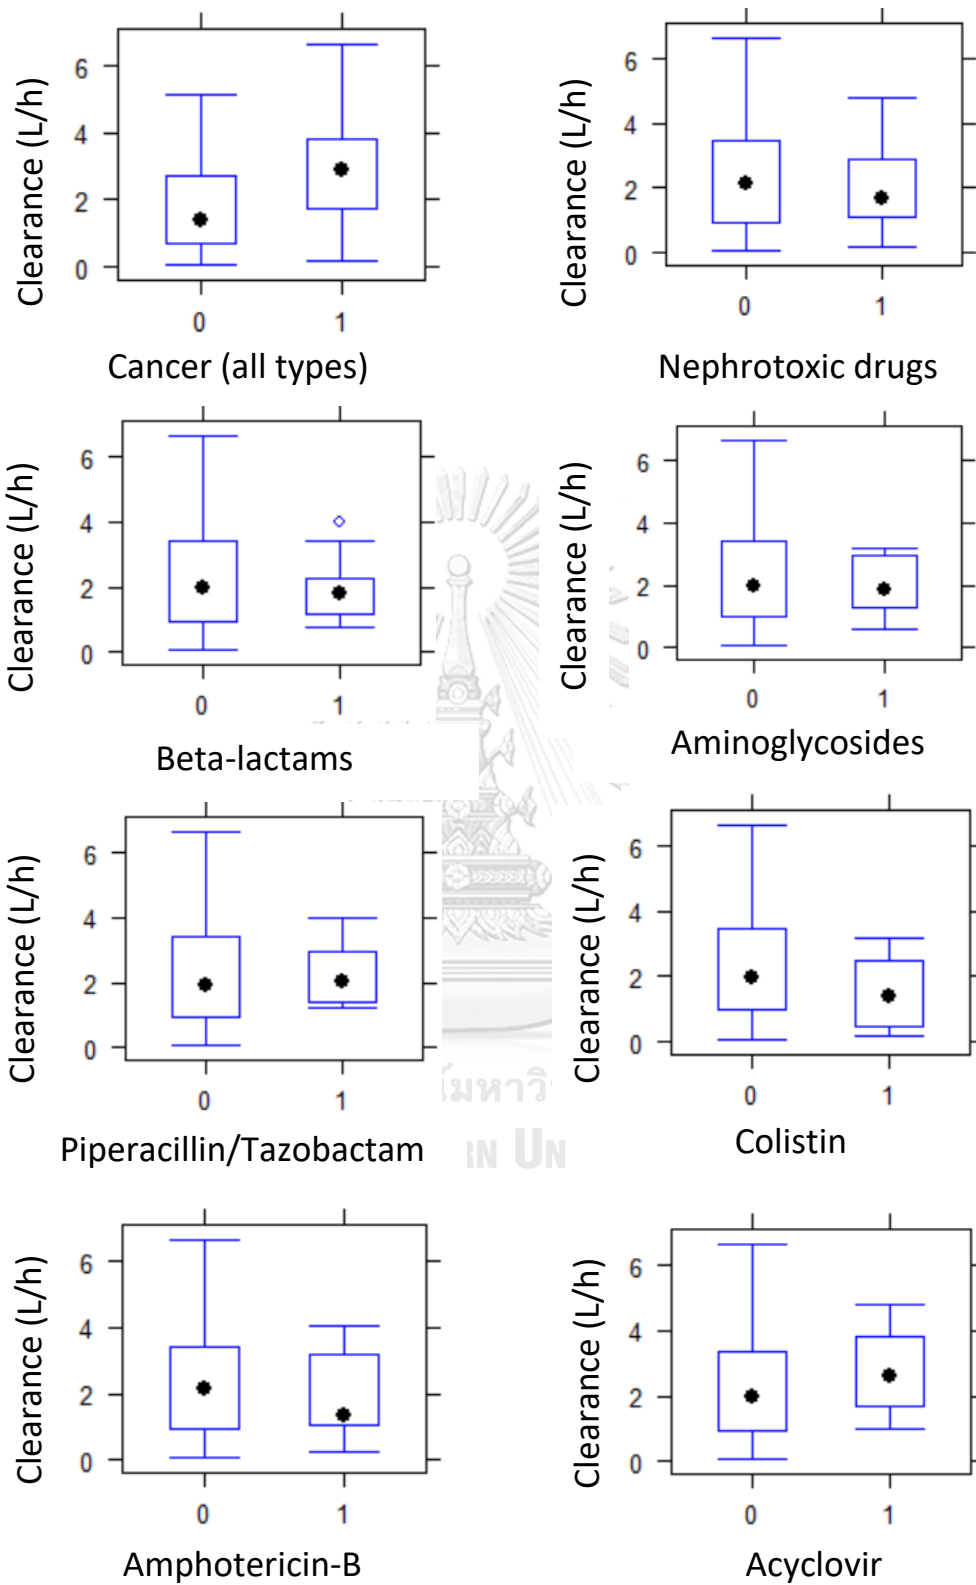 Clearance (L/h)
6
4
2
0
0 1
Cancer (all types)
Clearance (L/h)
6
4
2
0
0 1
Nephrotoxic drugs
Clearance (L/h)
6
4
2
0
0 1
Beta-lactams
Clearance (L/h)
6
4
2
0
0 1
Aminoglycosides
Clearance (L/h)
6
4
2
0
0 1
Piperacillin/Tazobactam
Clearance (L/h)
6
4
2
0
0 1
Colistin
Clearance (L/h)
6
4
2
0
0 1
Amphotericin-B
Clearance (L/h)
6
4
2
0
0 1
Acyclovir